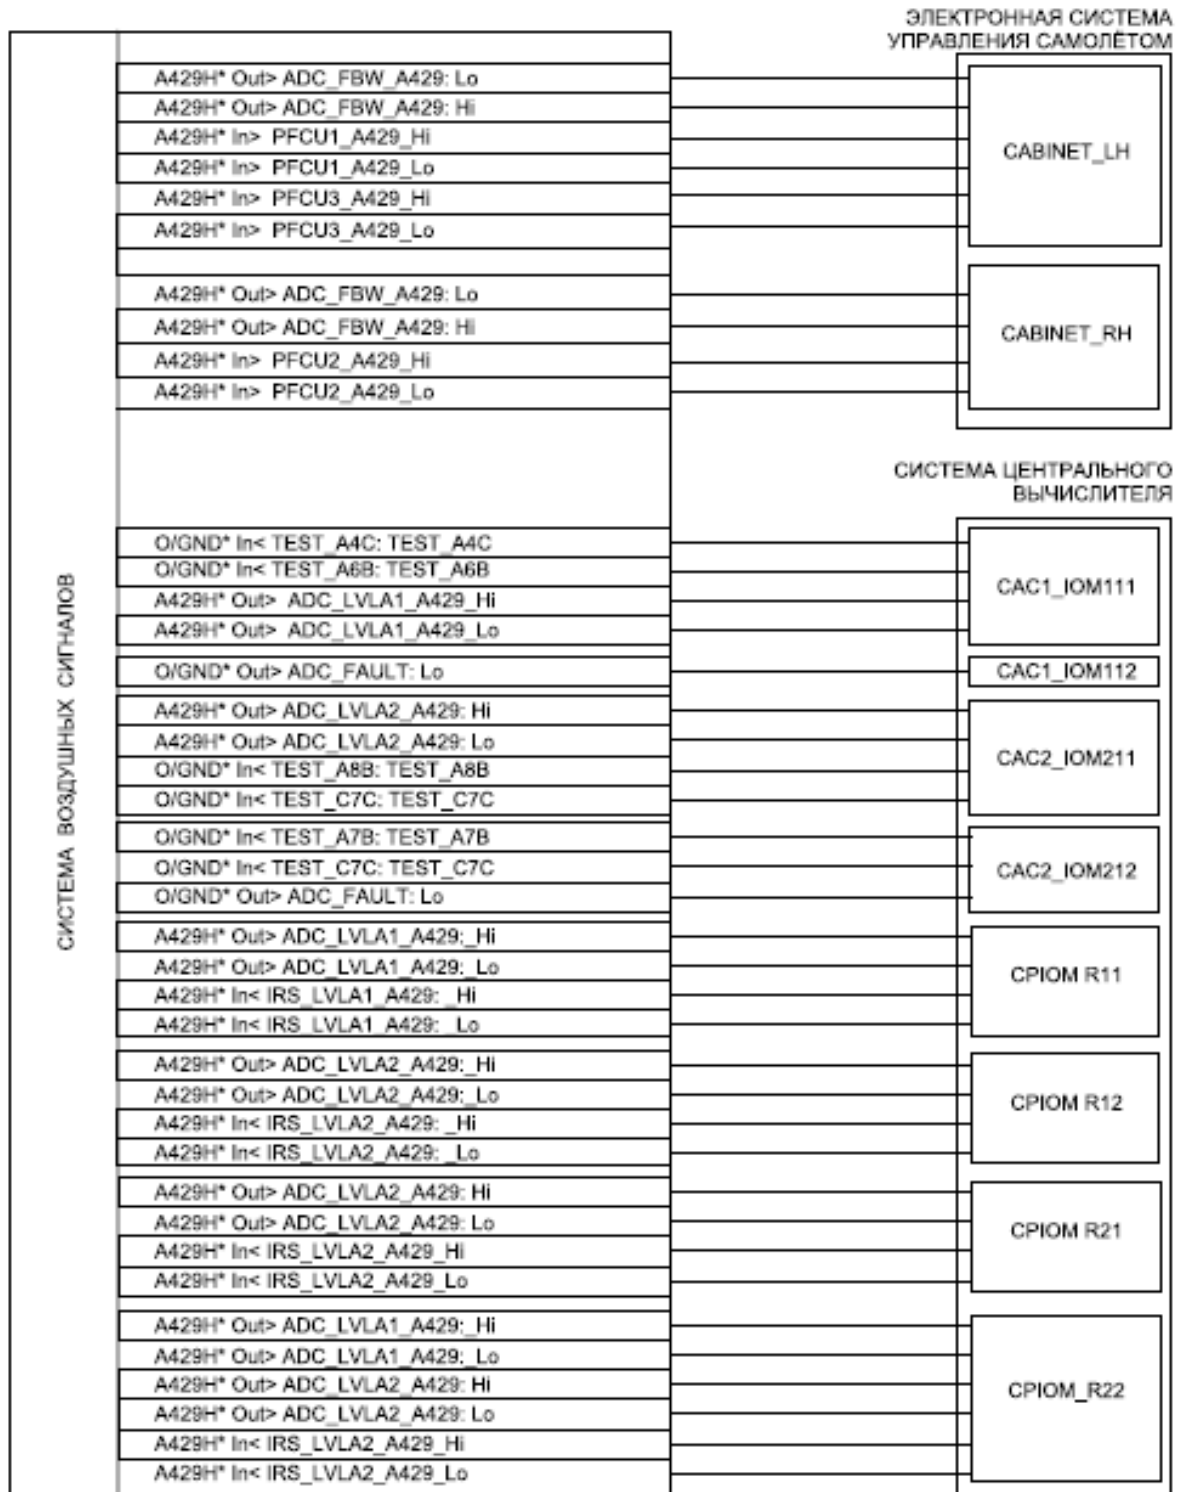 ЭЛЕКТРОННАЯ СИСТЕМА
УПРАВЛЕНИЯ САМОЛЁТОМ
A429H* Out> ADC_FBW_A429: Lo
A429H* Out> ADC_FBW_A429: Hi
A429H* In> PFCU1_A429_Hi
A429H* In> PFCU1_A429_Lo
A429H* In> PFCU3_A429_Hi
A429H* In> PFCU3_A429_Lo
CABINET_LH
A429H* Out> ADC_FBW_A429: Lo
A429H* Out> ADC_FBW_A429: Hi
A429H* In> PFCU2_A429_Hi
A429H* In> PFCU2_A429_Lo
CABINET_RH
СИСТЕМА ЦЕНТРАЛЬНОГО
ВЫЧИСЛИТЕЛЯ
СИСТЕМА ВОЗДУШНЫХ СИГНАЛОВ
O/GND* In< TEST_A4C: TEST_A4C
O/GND* In< TEST_A6B: TEST_A6B
A429H* Out> ADC_LVLA1_A429_Hi
A429H* Out> ADC_LVLA1_A429_Lo
CAC1_IOM111
O/GND* Out> ADC_FAULT: Lo
CAC1_IOM112
A429H* Out> ADC_LVLA2_A429: Hi
A429H* Out> ADC_LVLA2_A429: Lo
O/GND* In< TEST_A8B: TEST_A8B
O/GND* In< TEST_C7C: TEST_C7C
CAC2_IOM211
O/GND* In< TEST_A7B: TEST_A7B
O/GND* In< TEST_C7C: TEST_C7C
O/GND* Out> ADC_FAULT: Lo
CAC2_IOM212
A429H* Out> ADC_LVLA1_A429:_Hi
A429H* Out> ADC_LVLA1_A429:_Lo
A429H* In< IRS_LVLA1_A429: _Hi
A429H* In< IRS_LVLA1_A429: _Lo
CPIOM R11
A429H* Out> ADC_LVLA2_A429:_Hi
A429H* Out> ADC_LVLA2_A429:_Lo
A429H* In< IRS_LVLA2_A429: _Hi
A429H* In< IRS_LVLA2_A429: _Lo
CPIOM R12
A429H* Out> ADC_LVLA2_A429: Hi
A429H* Out> ADC_LVLA2_A429: Lo
A429H* In< IRS_LVLA2_A429_Hi
A429H* In< IRS_LVLA2_A429_Lo
CPIOM R21
A429H* Out> ADC_LVLA1_A429:_Hi
A429H* Out> ADC_LVLA1_A429:_Lo
A429H* Out> ADC_LVLA2_A429: Hi
A429H* Out> ADC_LVLA2_A429: Lo
A429H* In< IRS_LVLA2_A429_Hi
A429H* In< IRS_LVLA2_A429_Lo
CPIOM_R22